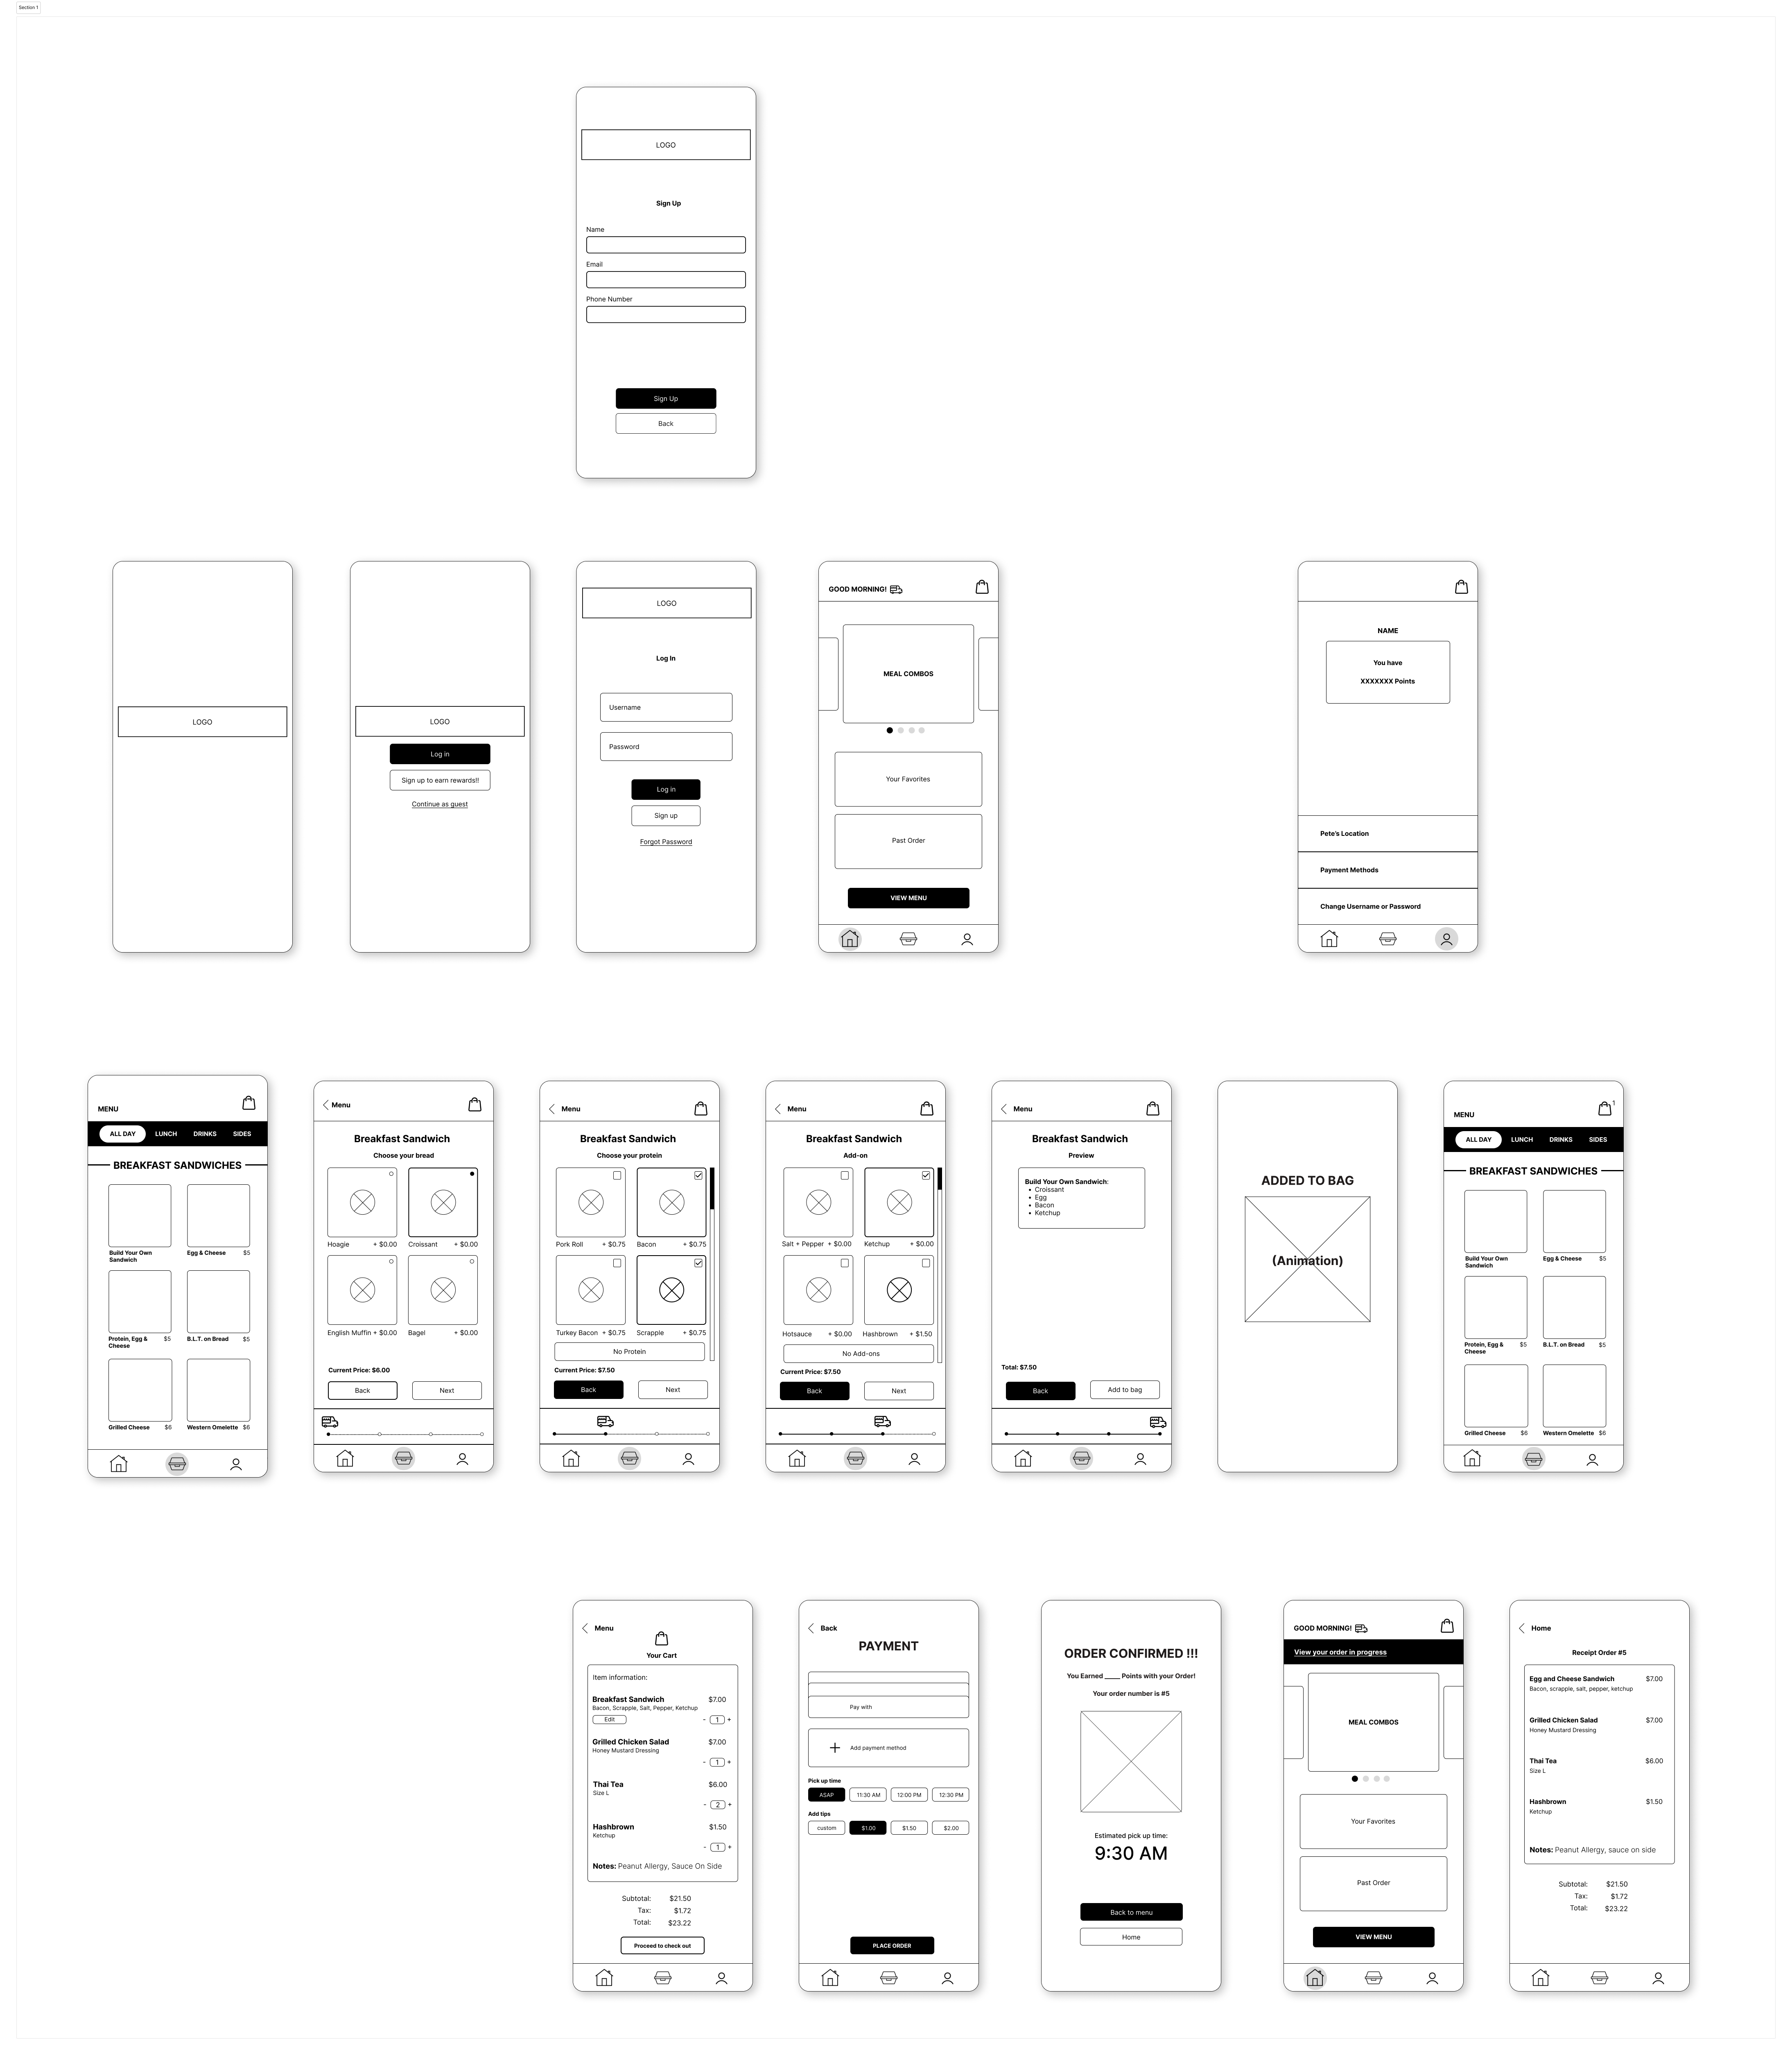 Section 1
LOGO
Sign Up
Name
Email
Phone Number
Sign Up
Back
LOGO
LOGO
Log in
Sign up to earn rewards!!
Continue as guest
LOGO
Log In
Username
Password
Log in
Sign up
Forgot Password
GOOD MORNING!
MEAL COMBOS
Your Favorites
Past Order
VIEW MENU
NAME
You have
XXXXXXX Points
Pete's Location
Payment Methods
Change Username or Password
MENU
ALL DAY LUNCH DRINKS SIDES
BREAKFAST SANDWICHES
Build Your Own
Sandwich
Egg & Cheese $5
Protein, Egg &
Cheese
$5
B.L.T. on Bread $5
Grilled Cheese $6
Western Omelette $6
Menu
Breakfast Sandwich
Choose your bread
Hoagie + $0.00
Croissant + $0.00
English Muffin + $0.00
Bagel + $0.00
Current Price: $6.00
Back
Next
Menu
Breakfast Sandwich
Choose your protein
Pork Roll + $0.75
Bacon + $0.75
Turkey Bacon + $0.75
Scrapple + $0.75
No Protein
Current Price: $7.50
Back
Next
Menu
Breakfast Sandwich
Add-on
Salt + Pepper + $0.00
Ketchup + $0.00
Hotsauce + $0.00
Hashbrown + $1.50
No Add-ons
Current Price: $7.50
Back
Next
Menu
Breakfast Sandwich
Preview
Build Your Own Sandwich:
• Croissant
• Egg
• Bacon
• Ketchup
Total: $7.50
Back
Add to bag
ADDED TO BAG
(Animation)
1
MENU
ALL DAY LUNCH DRINKS SIDES
BREAKFAST SANDWICHES
Build Your Own
Sandwich
Egg & Cheese $5
Protein, Egg &
Cheese
$5
B.L.T. on Bread $5
Grilled Cheese $6
Western Omelette $6
Menu
Your Cart
Item information:
Breakfast Sandwich $7.00
Bacon, Scrapple, Salt, Pepper, Ketchup
Edit
- 1 +
Grilled Chicken Salad $7.00
Honey Mustard Dressing
- 1 +
Thai Tea $6.00
Size L
- 2 +
Hashbrown $1.50
Ketchup
- 1 +
Notes: Peanut Allergy, Sauce On Side
Subtotal: $21.50
Tax: $1.72
Total: $23.22
Proceed to check out
Back
PAYMENT
Pay with
Add payment method
Pick up time
ASAP 11:30 AM 12:00 PM 12:30 PM
Add tips
custom $1.00 $1.50 $2.00
PLACE ORDER
ORDER CONFIRMED !!!
You Earned _____ Points with your Order!
Your order number is #5
Estimated pick up time:
9:30 AM
Back to menu
Home
GOOD MORNING!
View your order in progress
MEAL COMBOS
Your Favorites
Past Order
VIEW MENU
Home
Receipt Order #5
Egg and Cheese Sandwich $7.00
Bacon, scrapple, salt, pepper, ketchup
Grilled Chicken Salad $7.00
Honey Mustard Dressing
Thai Tea $6.00
Size L
Hashbrown $1.50
Ketchup
Notes: Peanut Allergy, sauce on side
Subtotal: $21.50
Tax: $1.72
Total: $23.22